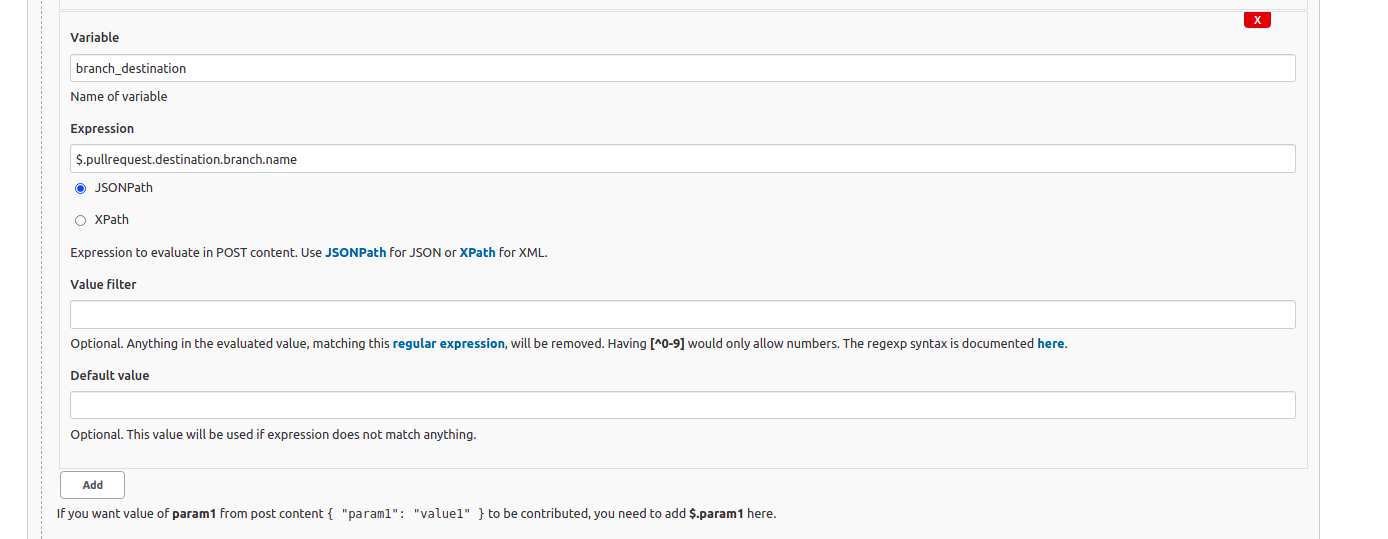 X
Variable
branch_destination
Name of variable
Expression
$.pullrequest.destination.branch.name
JSONPath
XPath
Expression to evaluate in POST content. Use JSONPath for JSON or XPath for XML.
Value filter
Optional. Anything in the evaluated value, matching this regular expression, will be removed. Having [^0-9] would only allow numbers. The regexp syntax is documented here.
Default value
Optional. This value will be used if expression does not match anything.
Add
If you want value of param1 from post content { "param1": "value1" } to be contributed, you need to add $.param1 here.